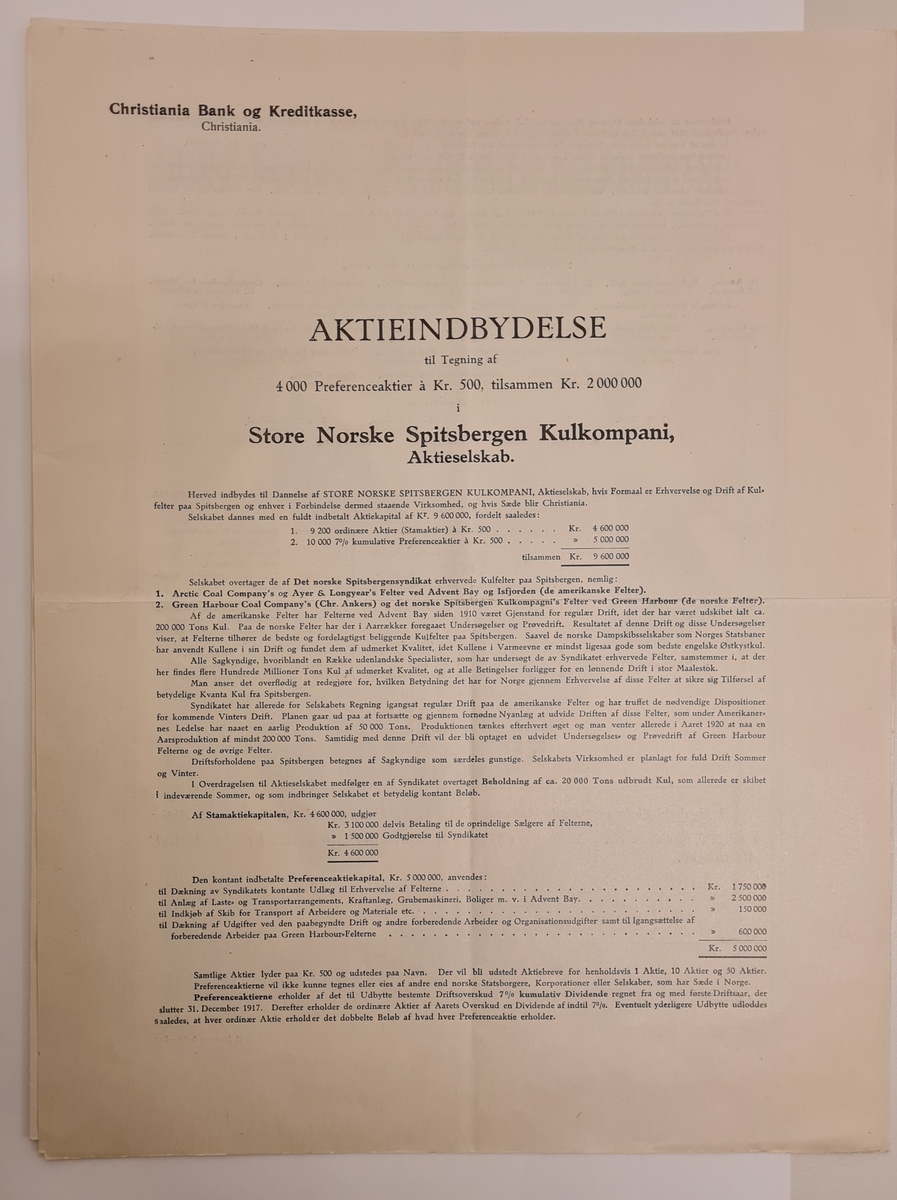 Christiania Bank og Kreditkasse,
Christiania.
AKTIEINDBYDELSE
til Tegning af
4 000 Preferenceaktier à Kr. 500, tilsammen Kr. 2 000 000
i
Store Norske Spitsbergen Kulkompani,
Aktieselskab.
Herved indbydes til Dannelse af STORE NORSKE SPITSBERGEN KULKOMPANI, Aktieselskab, hvis Formaal er Erhvervelse og Drift af Kul-
felter paa Spitsbergen og enhver i Forbindelse dermed staaende Virksomhed, og hvis Sæde blir Christiania.
Selskabet dannes med en fuldt indbetalt Aktiekapital af Kr. 9 600 000, fordelt saaledes:
1. 9 200 ordinære Aktier (Stamaktier) à Kr. 500 . . . . . . Kr. 4 600 000
2. 10 000 7% kumulative Preferenceaktier à Kr. 500 . . . . . » 5 000 000
tilsammen Kr. 9 600 000
Selskabet overtager de af Det norske Spitsbergensyndikat erhvervede Kulfelter paa Spitsbergen, nemlig:
1. Arctic Coal Company's og Ayer & Longyear's Felter ved Advent Bay og Isfjorden (de amerikanske Felter).
2. Green Harbour Coal Company's (Chr. Ankers) og det norske Spitsbergen Kulkompagni's Felter ved Green Harbour (de norske Felter).
Af de amerikanske Felter har Felterne ved Advent Bay siden 1910 været Gjenstand for regulær Drift, idet der har været udskibet ialt ca.
200 000 Tons Kul. Paa de norske Felter har der i Aarrækker foregaaet Undersøgelser og Prøvedrift. Resultatet af denne Drift og disse Undersøgelser
viser, at Felterne tilhører de bedste og fordelagtigst beliggende Kulfelter paa Spitsbergen. Saavel de norske Dampskibsselskaber som Norges Statsbaner
har anvendt Kullene i sin Drift og fundet dem af udmerket Kvalitet, idet Kullene i Varmeevne er mindst ligesaa gode som bedste engelske Østkystkul.
Alle Sagkyndige, hvoriblandt en Række udenlandske Specialister, som har undersøgt de av Syndikatet erhvervede Felter, samstemmer i, at der
her findes flere Hundrede Millioner Tons Kul af udmerket Kvalitet, og at alle Betingelser forligger for en lønnende Drift i stor Maalestok.
Man anser det overflødig at redegjøre for, hvilken Betydning det har for Norge gjennem Erhvervelse af disse Felter at sikre sig Tilførsel af
betydelige Kvanta Kul fra Spitsbergen.
Syndikatet har allerede for Selskabets Regning igangsat regulær Drift paa de amerikanske Felter og har truffet de nødvendige Dispositioner
for kommende Vinters Drift. Planen gaar ud paa at fortsætte og gjennem fornødne Nyanlæg at udvide Driften af disse Felter, som under Amerikaner-
nes Ledelse har naaet en aarlig Produktion af 50 000 Tons. Produktionen tænkes efterhvert øget og man venter allerede i Aaret 1920 at naa en
Aarsproduktion af mindst 200 000 Tons. Samtidig med denne Drift vil der bli optaget en udvidet Undersøgelses- og Prøvedrift af Green Harbour
Felterne og de øvrige Felter.
Driftsforholdene paa Spitsbergen betegnes af Sagkyndige som særdeles gunstige. Selskabets Virksomhed er planlagt for fuld Drift Sommer
og Vinter.
I Overdragelsen til Aktieselskabet medfølger en af Syndikatet overtaget Beholdning af ca. 20 000 Tons udbrudt Kul, som allerede er skibet
i indeværende Sommer, og som indbringer Selskabet et betydelig kontant Beløb.
Af Stamaktiekapitalen, Kr. 4 600 000, udgjør
Kr. 3 100 000 delvis Betaling til de oprindelige Sælgere af Felterne,
» 1 500 000 Godtgjørelse til Syndikatet
Kr. 4 600 000
Den kontant indbetalte Preferenceaktiekapital, Kr. 5 000 000, anvendes:
til Dækning av Syndikatets kontante Udlæg til Erhvervelse af Felterne . . . . . . . . . . . . . . . . . . . . . Kr. 1 750 000
til Anlæg af Laste- og Transportarrangements, Kraftanlæg, Grubemaskineri, Boliger m. v. i Advent Bay. . . . . . . . . . . » 2 500 000
til Indkjøb af Skib for Transport af Arbeidere og Materiale etc. . . . . . . . . . . . . . . . . . . . . . . . » 150 000
til Dækning af Udgifter ved den paabegyndte Drift og andre forberedende Arbeider og Organisationsudgifter samt til Igangsættelse af
forberedende Arbeider paa Green Harbour-Felterne . . . . . . . . . . . . . . . . . . . . . . . . . » 600 000
Kr. 5 000 000
Samtlige Aktier lyder paa Kr. 500 og udstedes paa Navn. Der vil bli udstedt Aktiebreve for henholdsvis 1 Aktie, 10 Aktier og 50 Aktier.
Preferenceaktierne vil ikke kunne tegnes eller eies af andre end norske Statsborgere, Korporationer eller Selskaber, som har Sæde i Norge.
Preferenceaktierne erholder af det til Udbytte bestemte Driftsoverskud 7% kumulativ Dividende regnet fra og med første Driftsaar, der
slutter 31. December 1917. Derefter erholder de ordinære Aktier af Aarets Overskud en Dividende af indtil 7%. Eventuelt yderligere Udbytte udloddes
saaledes, at hver ordinær Aktie erholder det dobbelte Beløb af hvad hver Preferenceaktie erholder.